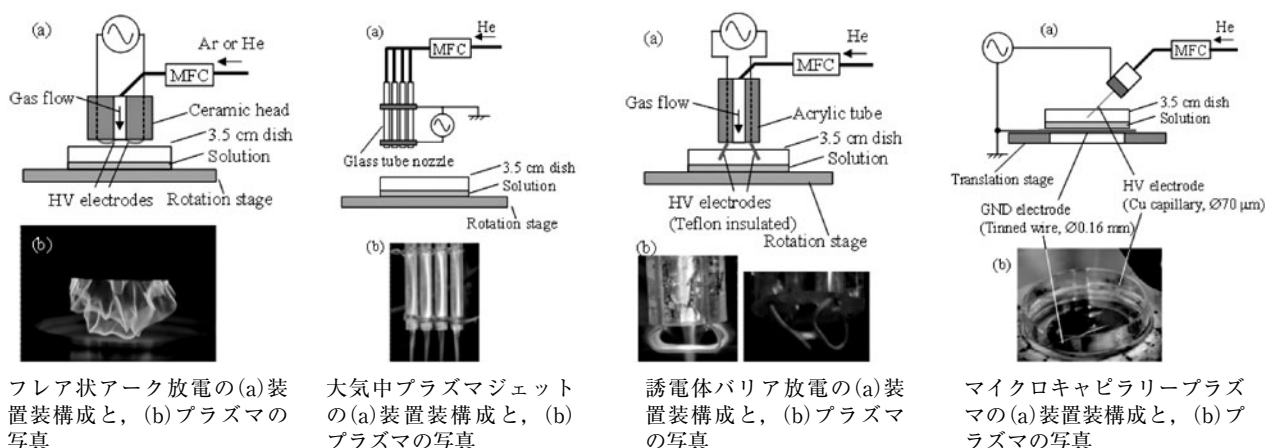 (a)
Ar or He
MFC
Gas flow
Ceramic head
3.5 cm dish
Solution
HV electrodes
Rotation stage
(b)
フレア状アーク放電の(a)装
置装構成と，(b)プラズマの
写真
(a)
He
MFC
Glass tube nozzle
3.5 cm dish
Solution
Rotation stage
(b)
大気中プラズマジェット
の(a)装置装構成と，(b)
プラズマの写真
(a)
He
MFC
Gas flow
Acrylic tube
3.5 cm dish
Solution
HV electrodes
(Teflon insulated)
Rotation stage
(b)
誘電体バリア放電の(a)装
置装構成と，(b)プラズマ
の写真
(a)
He
MFC
3.5 cm dish
Solution
Translation stage
HV electrode
(Cu capillary, Ø70 μm)
GND electrode
(Tinned wire, Ø0.16 mm)
(b)
マイクロキャピラリープラズ
マの(a)装置装構成と，(b)プ
ラズマの写真